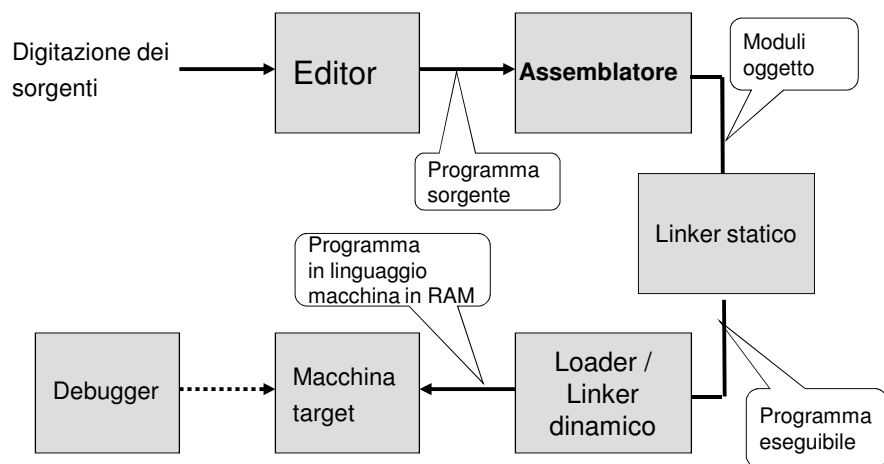 Digitazione dei
sorgenti
Editor
Assemblatore
Moduli
oggetto
Programma
sorgente
Linker statico
Programma
in linguaggio
macchina in RAM
Debugger
Macchina
target
Loader /
Linker
dinamico
Programma
eseguibile